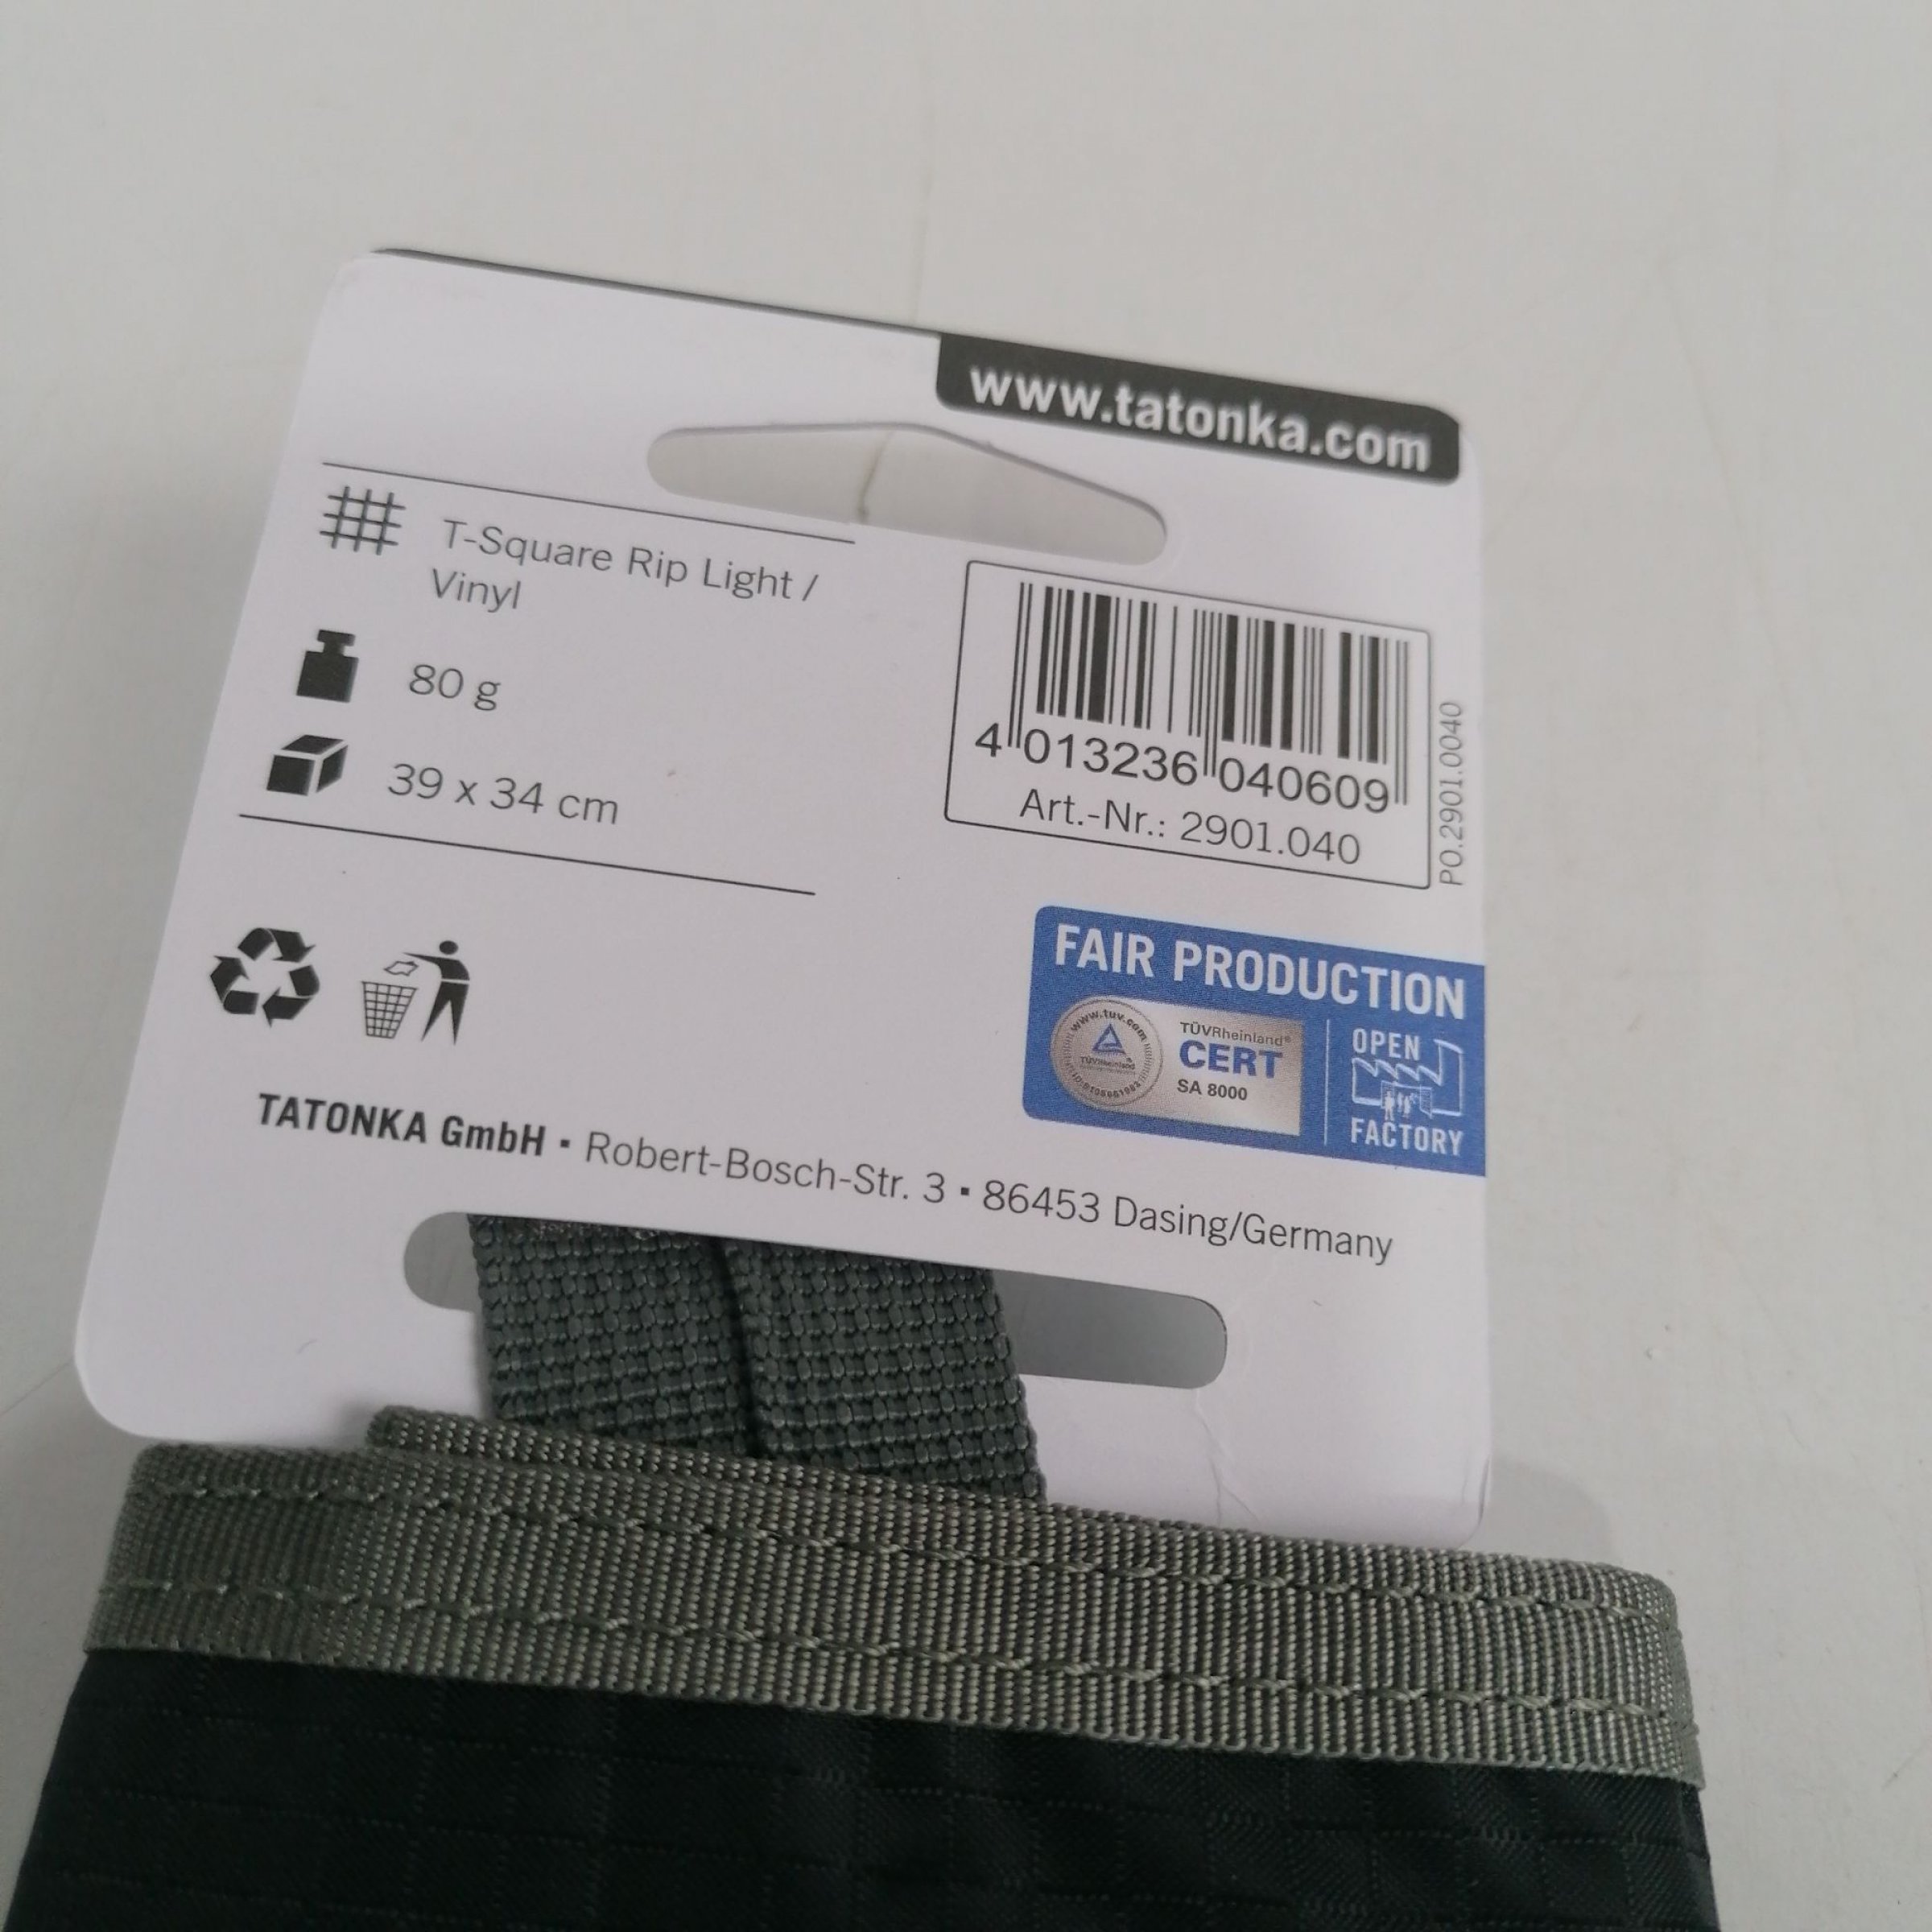 www.tatonka.com
T-Square Rip Light /
Vinyl
80 g
39 x 34 cm
4 013236 040609
Art.-Nr.: 2901.040
PO.2901.0040
FAIR PRODUCTION
www.tuv.com
TÜVRheinland
TÜVRheinland®
CERT
SA 8000
OPEN
FACTORY
TATONKA GmbH ▪ Robert-Bosch-Str. 3 ▪ 86453 Dasing/Germany